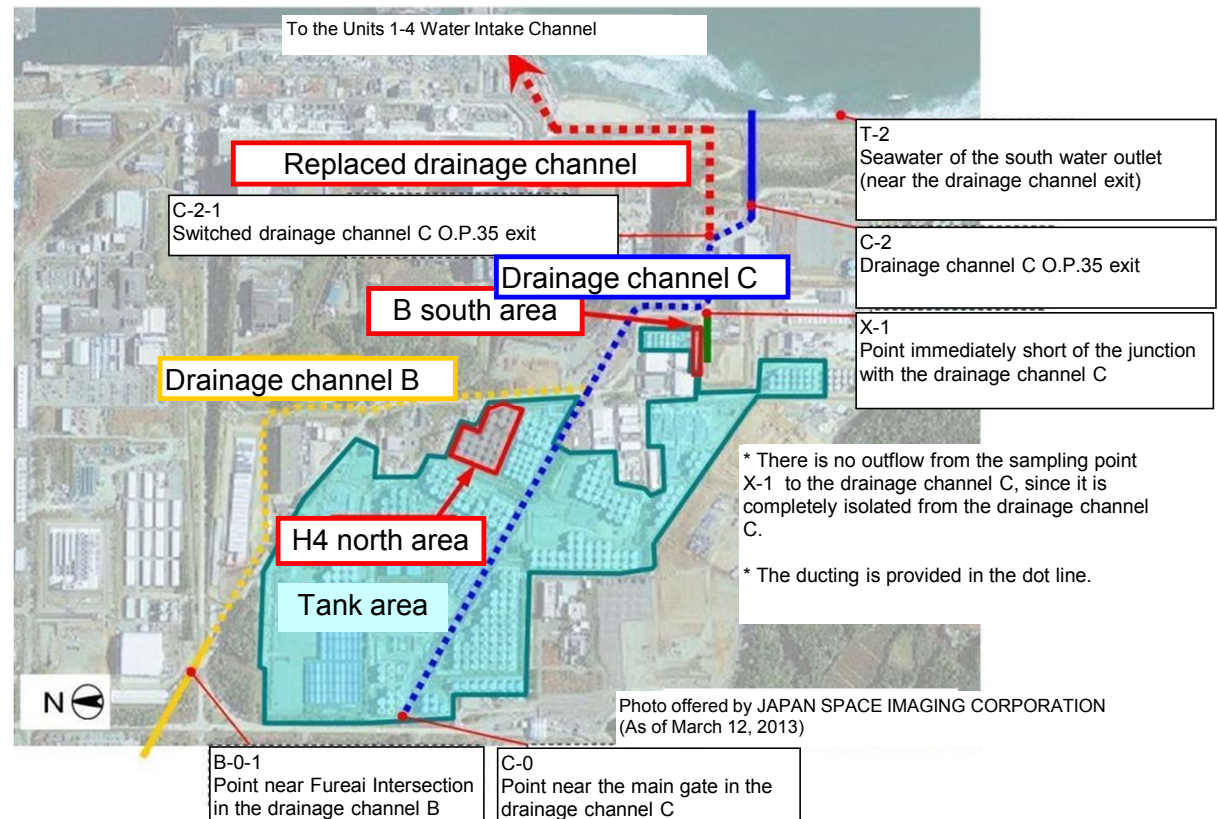 To the Units 1-4 Water Intake Channel
T-2
Seawater of the south water outlet
(near the drainage channel exit)
Replaced drainage channel
C-2-1
Switched drainage channel C O.P.35 exit
C-2
Drainage channel C O.P.35 exit
Drainage channel C
B south area
X-1
Point immediately short of the junction
with the drainage channel C
Drainage channel B
* There is no outflow from the sampling point
X-1 to the drainage channel C, since it is
completely isolated from the drainage channel
C.
* The ducting is provided in the dot line.
H4 north area
Tank area
N
Photo offered by JAPAN SPACE IMAGING CORPORATION
(As of March 12, 2013)
B-0-1
Point near Fureai Intersection
in the drainage channel B
C-0
Point near the main gate in the
drainage channel C